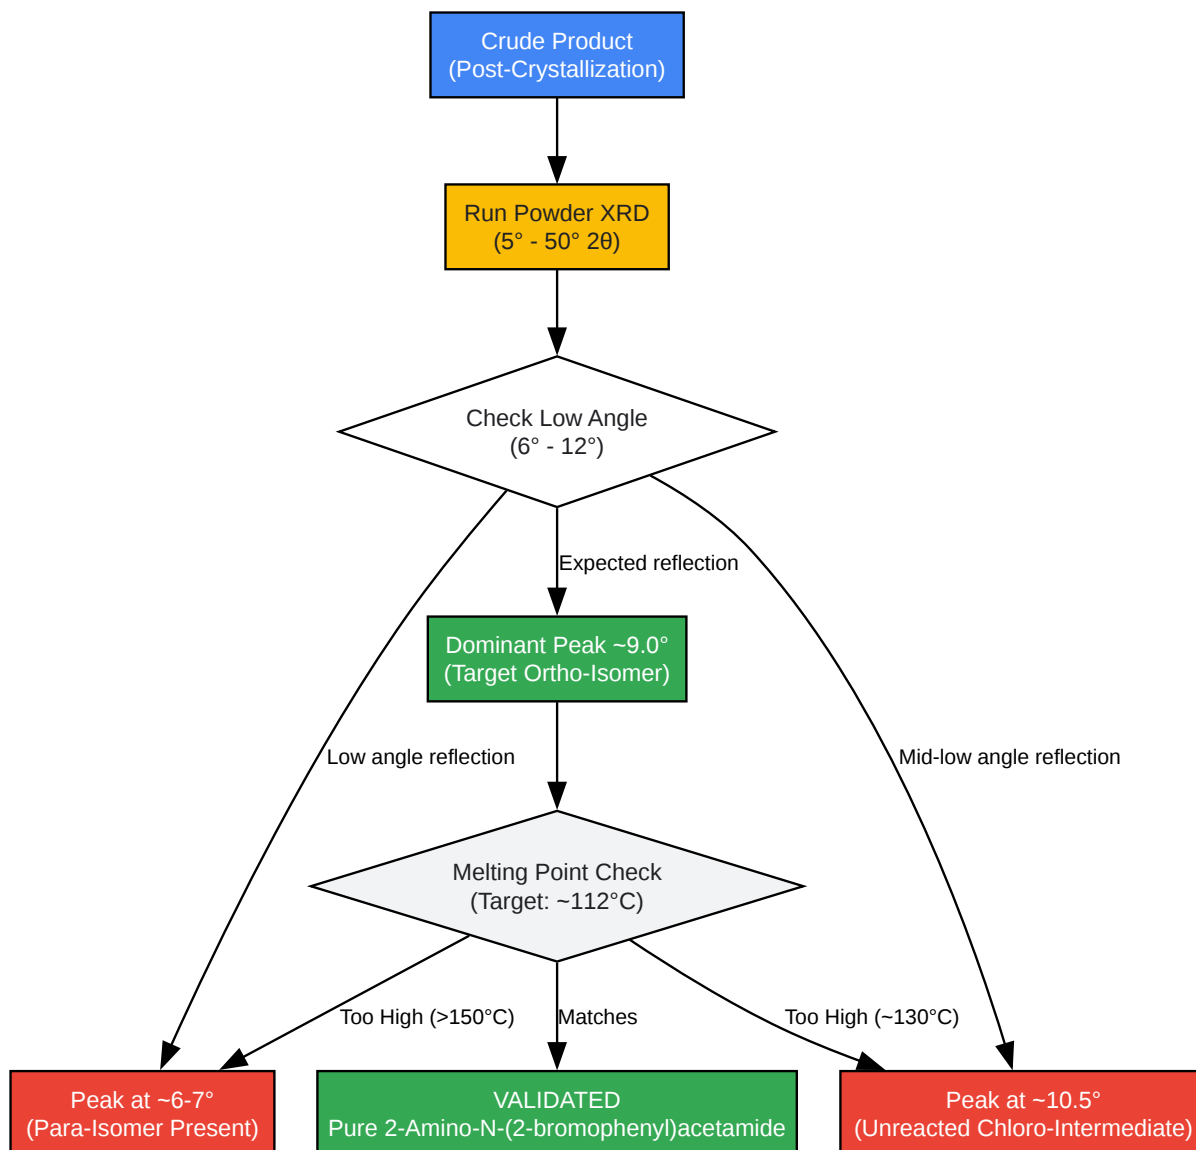 Crude Product
(Post-Crystallization)
Run Powder XRD
(5° - 50° 2θ)
Check Low Angle
(6° - 12°)
Expected reflection
Dominant Peak ~9.0°
(Target Ortho-Isomer)
Low angle reflection
Mid-low angle reflection
Melting Point Check
(Target: ~112°C)
Too High (>150°C)
Matches
Too High (~130°C)
Peak at ~6-7°
(Para-Isomer Present)
VALIDATED
Pure 2-Amino-N-(2-bromophenyl)acetamide
Peak at ~10.5°
(Unreacted Chloro-Intermediate)